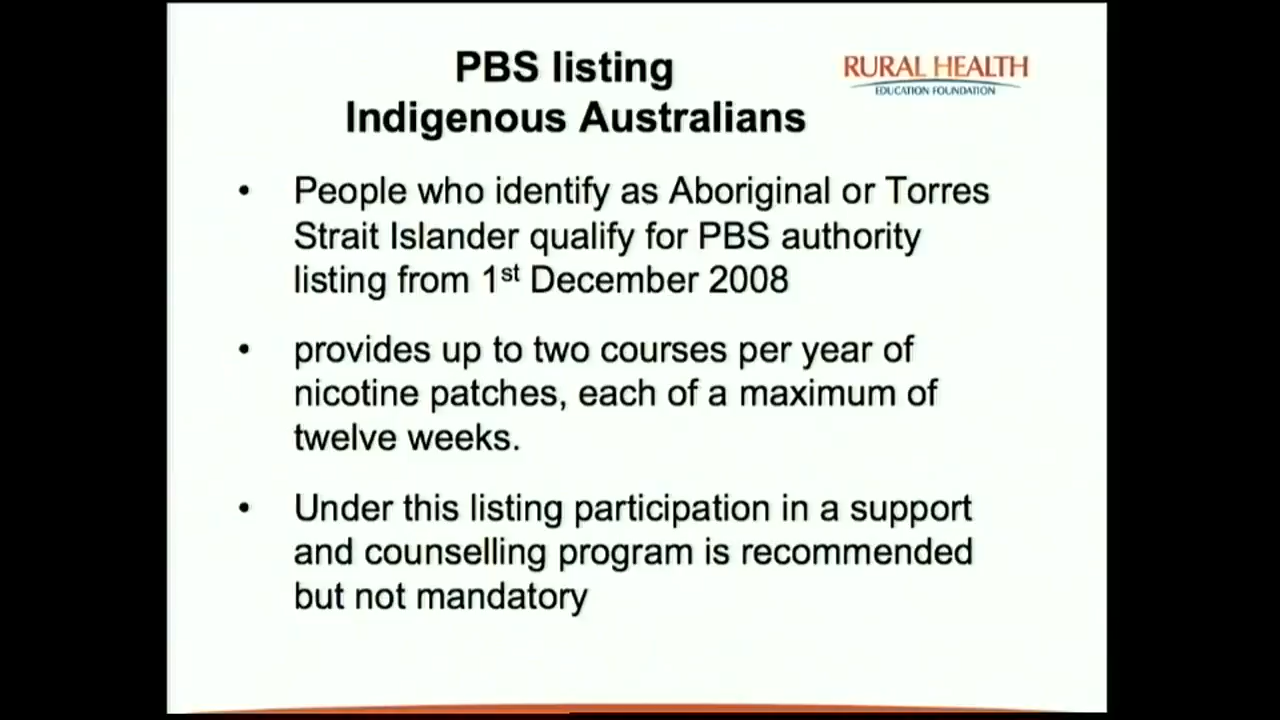 PBS listing
Indigenous Australians
RURAL HEALTH
EDUCATION FOUNDATION
• People who identify as Aboriginal or Torres
Strait Islander qualify for PBS authority
listing from 1st December 2008
• provides up to two courses per year of
nicotine patches, each of a maximum of
twelve weeks.
• Under this listing participation in a support
and counselling program is recommended
but not mandatory